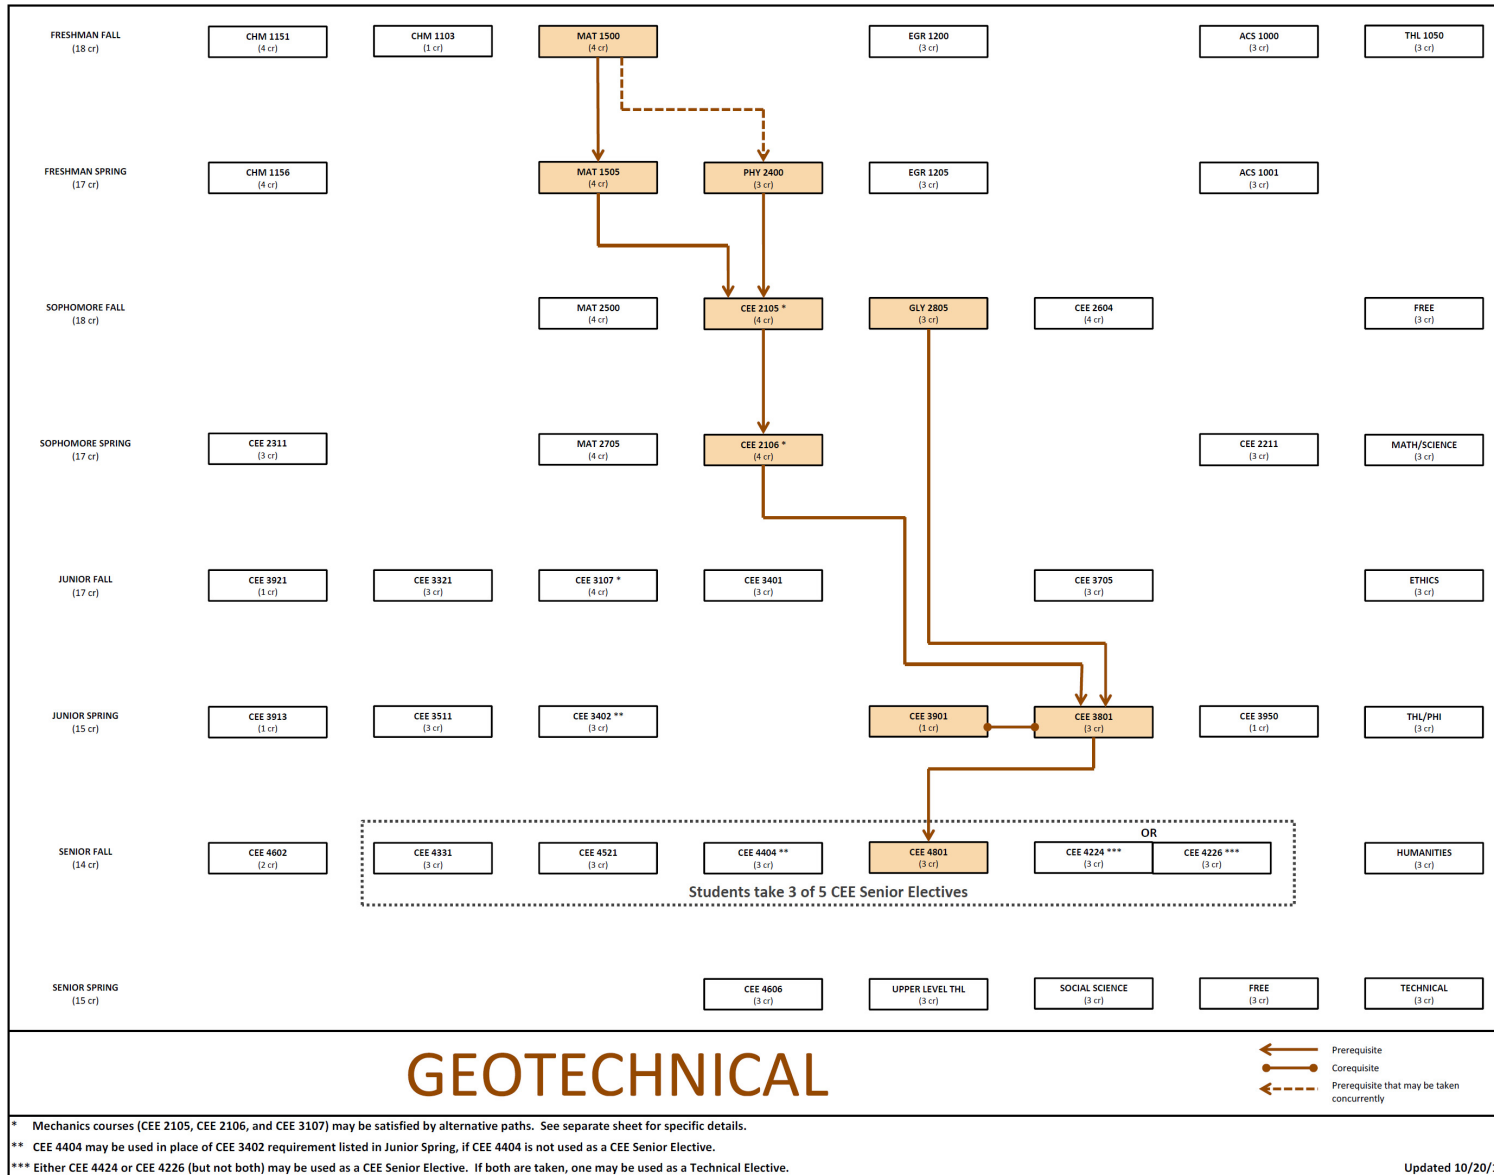 FRESHMAN FALL
(18 cr)
CHM 1151
(4 cr)
CHM 1103
(1 cr)
MAT 1500
(4 cr)
EGR 1200
(3 cr)
ACS 1000
(3 cr)
THL 1050
(3 cr)
FRESHMAN SPRING
(17 cr)
CHM 1156
(4 cr)
MAT 1505
(4 cr)
PHY 2400
(3 cr)
EGR 1205
(3 cr)
ACS 1001
(3 cr)
SOPHOMORE FALL
(18 cr)
MAT 2500
(4 cr)
CEE 2105 *
(4 cr)
GLY 2805
(3 cr)
CEE 2604
(4 cr)
FREE
(3 cr)
SOPHOMORE SPRING
(17 cr)
CEE 2311
(3 cr)
MAT 2705
(4 cr)
CEE 2106 *
(4 cr)
CEE 2211
(3 cr)
MATH/SCIENCE
(3 cr)
JUNIOR FALL
(17 cr)
CEE 3921
(1 cr)
CEE 3321
(3 cr)
CEE 3107 *
(4 cr)
CEE 3401
(3 cr)
CEE 3705
(3 cr)
ETHICS
(3 cr)
JUNIOR SPRING
(15 cr)
CEE 3913
(1 cr)
CEE 3511
(3 cr)
CEE 3402 **
(3 cr)
CEE 3901
(1 cr)
CEE 3801
(3 cr)
CEE 3950
(1 cr)
THL/PHI
(3 cr)
SENIOR FALL
(14 cr)
CEE 4602
(2 cr)
CEE 4331
(3 cr)
CEE 4521
(3 cr)
CEE 4404 **
(3 cr)
CEE 4801
(3 cr)
OR
CEE 4224 ***
(3 cr)
CEE 4226 ***
(3 cr)
HUMANITIES
(3 cr)
Students take 3 of 5 CEE Senior Electives
SENIOR SPRING
(15 cr)
CEE 4606
(3 cr)
UPPER LEVEL THL
(3 cr)
SOCIAL SCIENCE
(3 cr)
FREE
(3 cr)
TECHNICAL
(3 cr)
GEOTECHNICAL
Prerequisite
Corequisite
Prerequisite that may be taken
concurrently
* Mechanics courses (CEE 2105, CEE 2106, and CEE 3107) may be satisfied by alternative paths. See separate sheet for specific details.
** CEE 4404 may be used in place of CEE 3402 requirement listed in Junior Spring, if CEE 4404 is not used as a CEE Senior Elective.
*** Either CEE 4424 or CEE 4226 (but not both) may be used as a CEE Senior Elective. If both are taken, one may be used as a Technical Elective.
Updated 10/20/